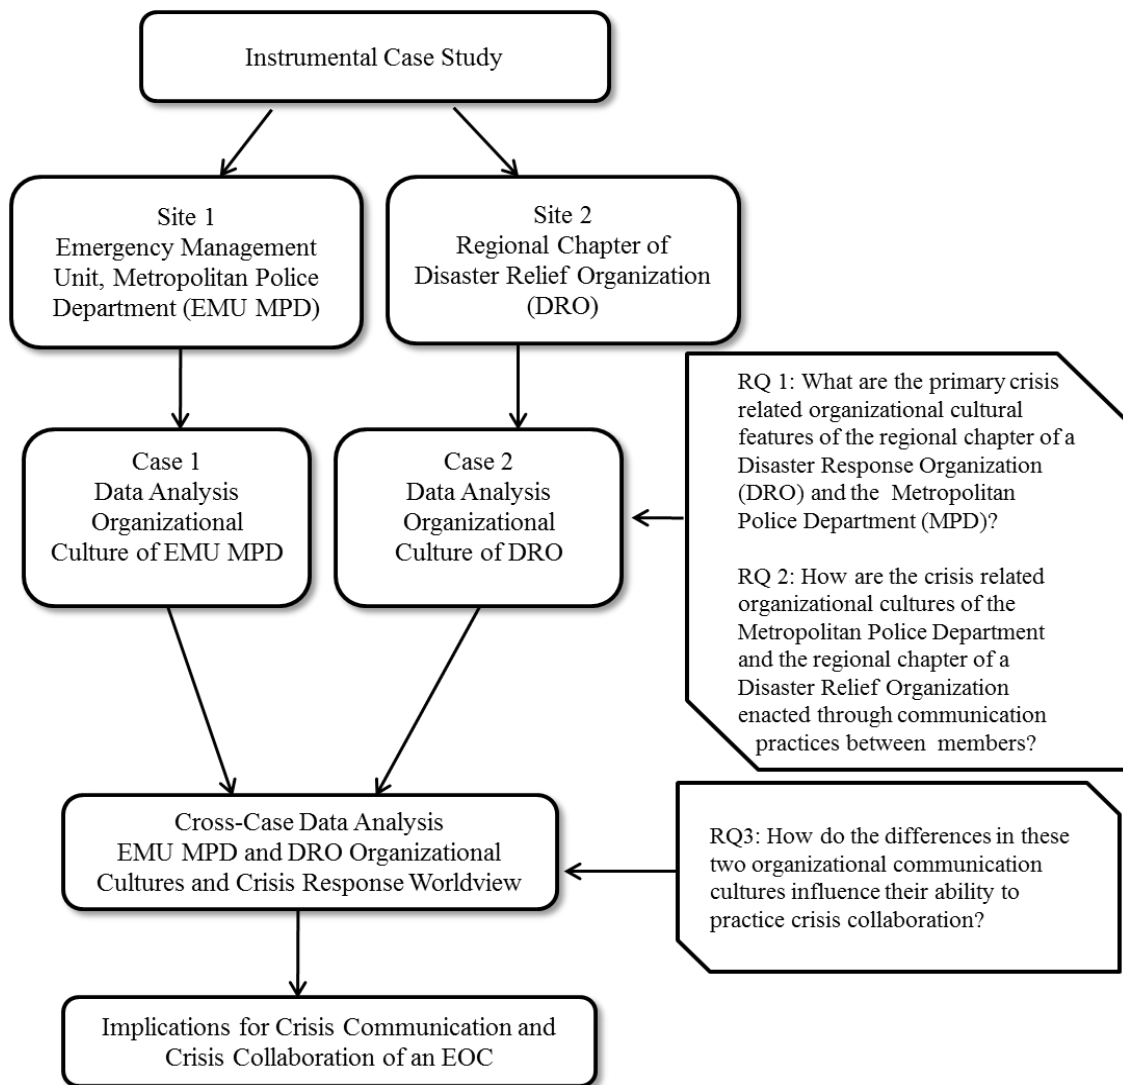 Instrumental Case Study
Site 1
Emergency Management
Unit, Metropolitan Police
Department (EMU MPD)
Site 2
Regional Chapter of
Disaster Relief Organization
(DRO)
Case 1
Data Analysis
Organizational
Culture of EMU MPD
Case 2
Data Analysis
Organizational
Culture of DRO
RQ 1: What are the primary crisis
related organizational cultural
features of the regional chapter of a
Disaster Response Organization
(DRO) and the Metropolitan
Police Department (MPD)?
RQ 2: How are the crisis related
organizational cultures of the
Metropolitan Police Department
and the regional chapter of a
Disaster Relief Organization
enacted through communication
practices between members?
Cross-Case Data Analysis
EMU MPD and DRO Organizational
Cultures and Crisis Response Worldview
RQ3: How do the differences in these
two organizational communication
cultures influence their ability to
practice crisis collaboration?
Implications for Crisis Communication and
Crisis Collaboration of an EOC